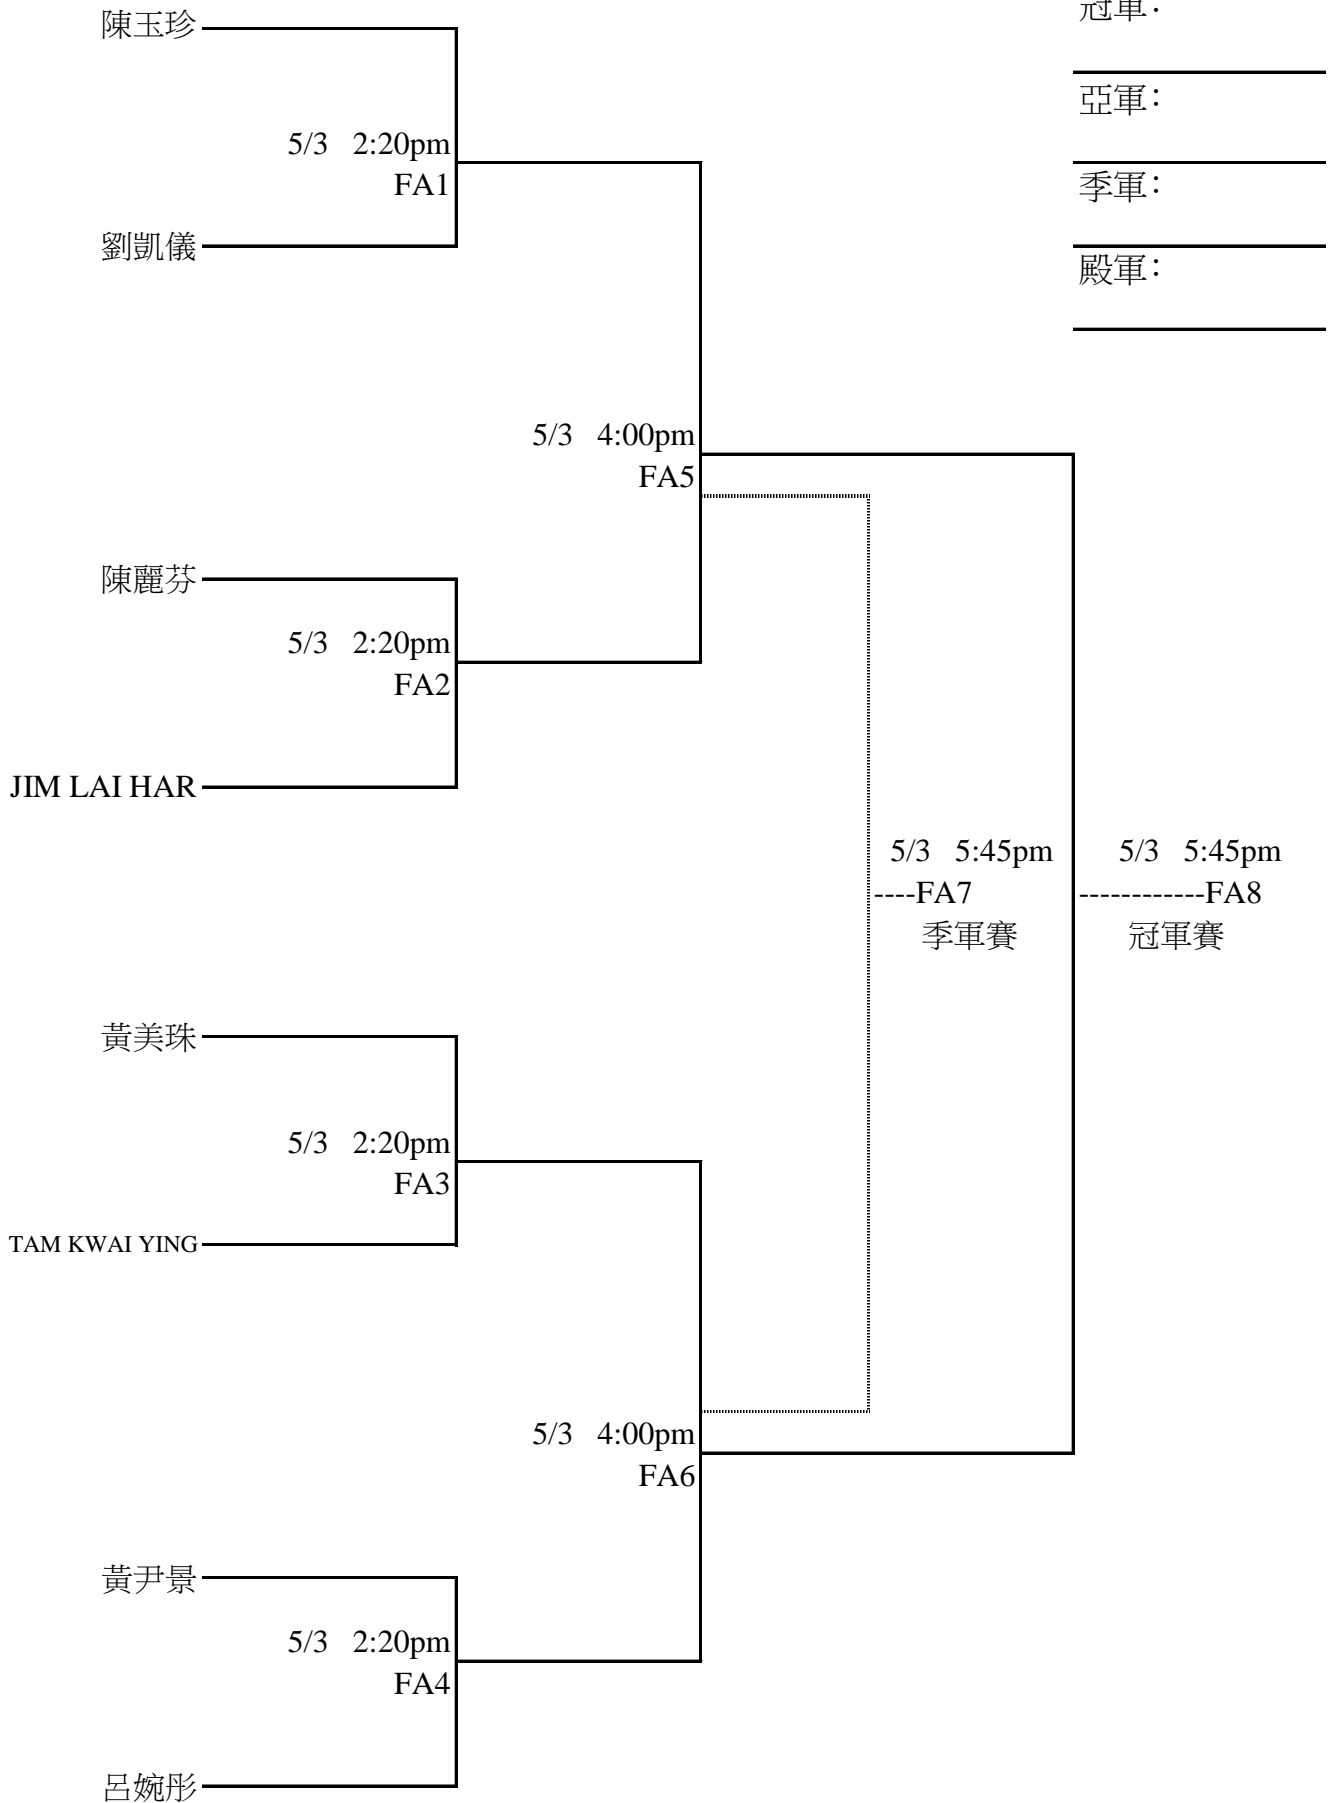 陳玉珍
冠軍：
亞軍：
5/3 2:20pm
FA1
季軍：
劉凱儀
殿軍：
5/3 4:00pm
FA5
陳麗芬
5/3 2:20pm
FA2
JIM LAI HAR
5/3 5:45pm
5/3 5:45pm
----FA7
------------FA8
季軍賽
冠軍賽
黃美珠
5/3 2:20pm
FA3
TAM KWAI YING
5/3 4:00pm
FA6
黃尹景
5/3 2:20pm
FA4
呂婉彤